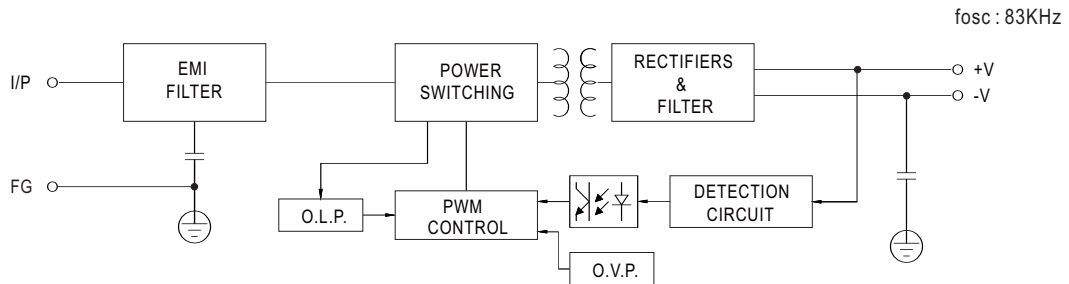 fosc : 83KHz
I/P
EMI
FILTER
POWER
SWITCHING
RECTIFIERS
&
FILTER
+V
-V
FG
O.L.P.
PWM
CONTROL
DETECTION
CIRCUIT
O.V.P.